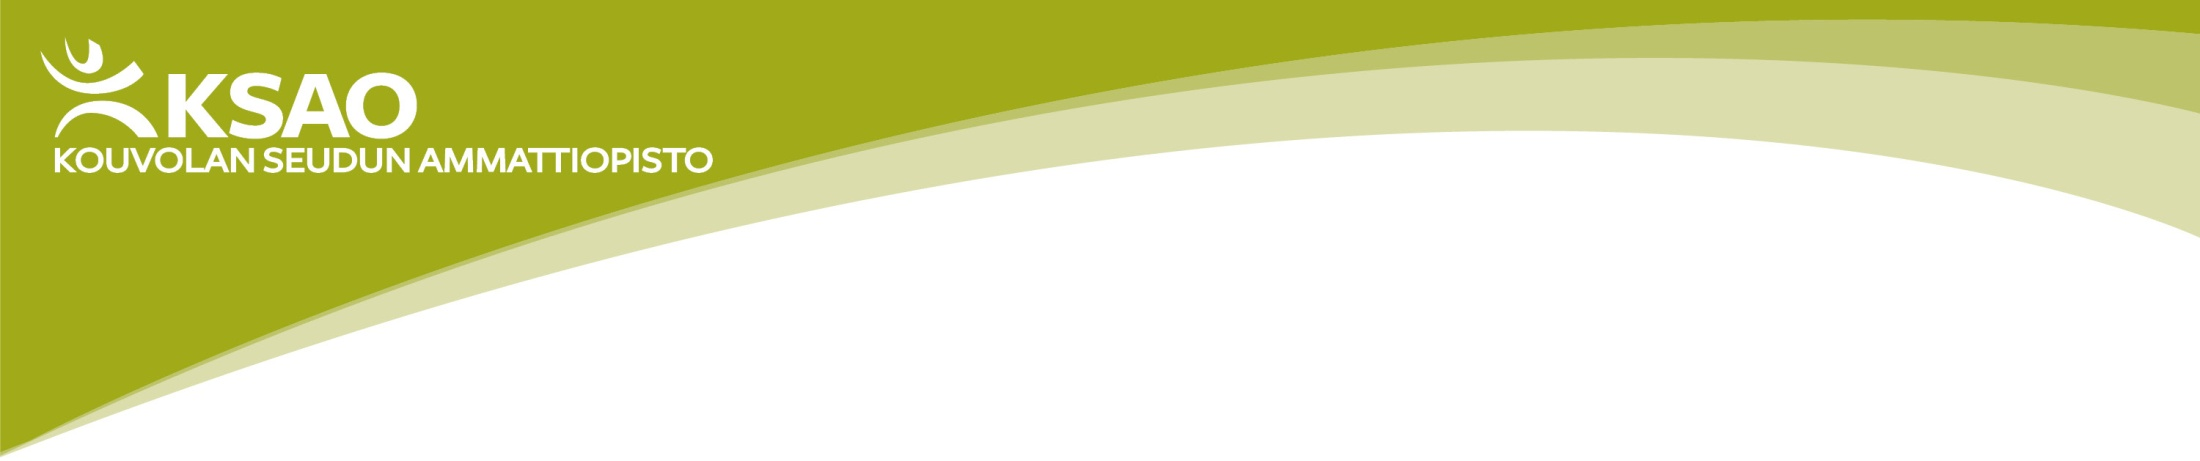 KSAO
KOUVOLAN SEUDUN AMMATTIOPISTO